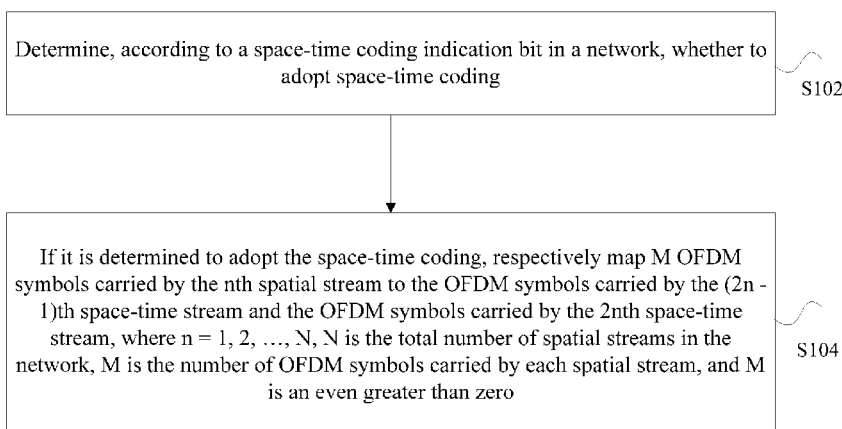 Determine, according to a space-time coding indication bit in a network, whether to
adopt space-time coding
S102
If it is determined to adopt the space-time coding, respectively map M OFDM
symbols carried by the nth spatial stream to the OFDM symbols carried by the (2n -
1)th space-time stream and the OFDM symbols carried by the 2nth space-time
stream, where n = 1, 2, …, N, N is the total number of spatial streams in the
network, M is the number of OFDM symbols carried by each spatial stream, and M
is an even greater than zero
S104